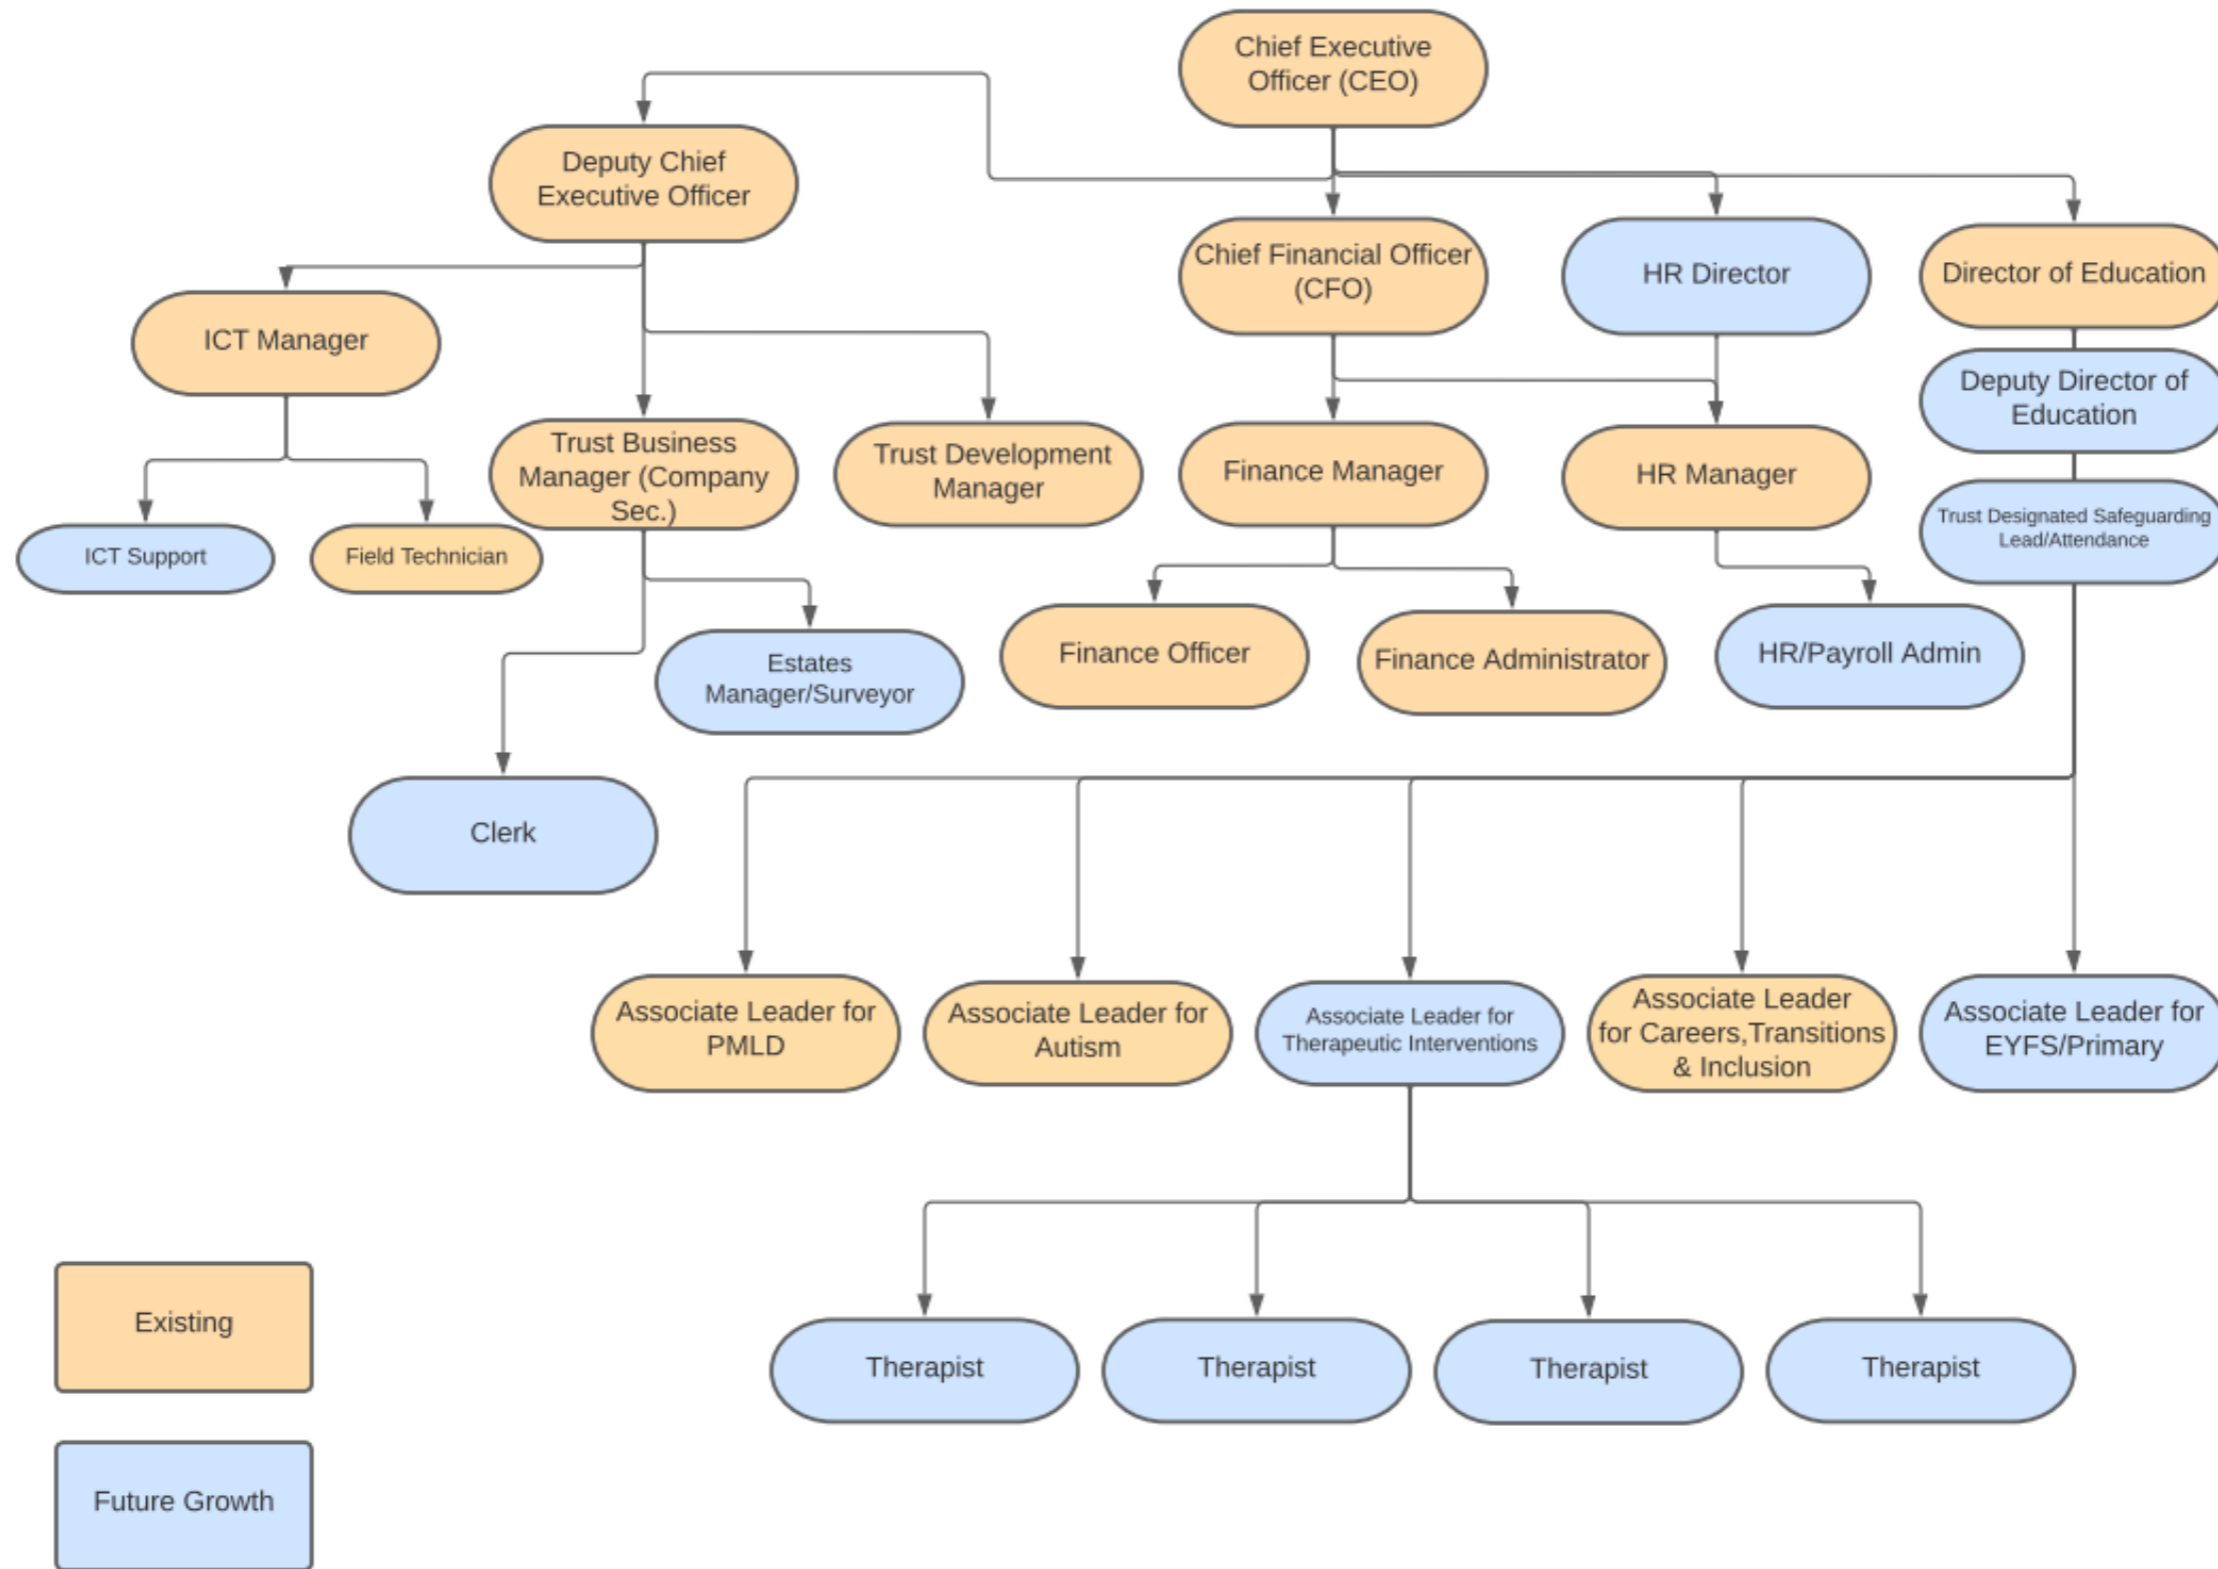 Chief Executive
Officer (CEO)
Deputy Chief
Executive Officer
Chief Financial Officer
(CFO)
HR Director
Director of Education
ICT Manager
Deputy Director of
Education
Trust Business
Manager (Company
Sec.)
Trust Development
Manager
Finance Manager
HR Manager
Trust Designated Safeguarding
Lead/Attendance
ICT Support
Field Technician
Estates
Manager/Surveyor
Finance Officer
Finance Administrator
HR/Payroll Admin
Clerk
Associate Leader for
PMLD
Associate Leader for
Autism
Associate Leader for
Therapeutic Interventions
Associate Leader
for Careers,Transitions
& Inclusion
Associate Leader for
EYFS/Primary
Therapist
Therapist
Therapist
Therapist
Existing
Future Growth